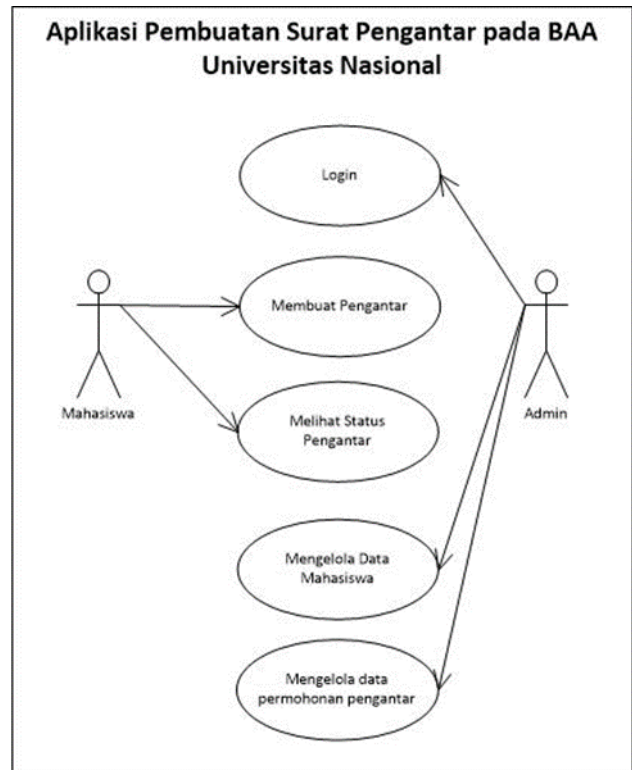 Aplikasi Pembuatan Surat Pengantar pada BAA
Universitas Nasional
Login
Membuat Pengantar
Mahasiswa
Admin
Melihat Status
Pengantar
Mengelola Data
Mahasiswa
Mengelola data
permohonan pengantar